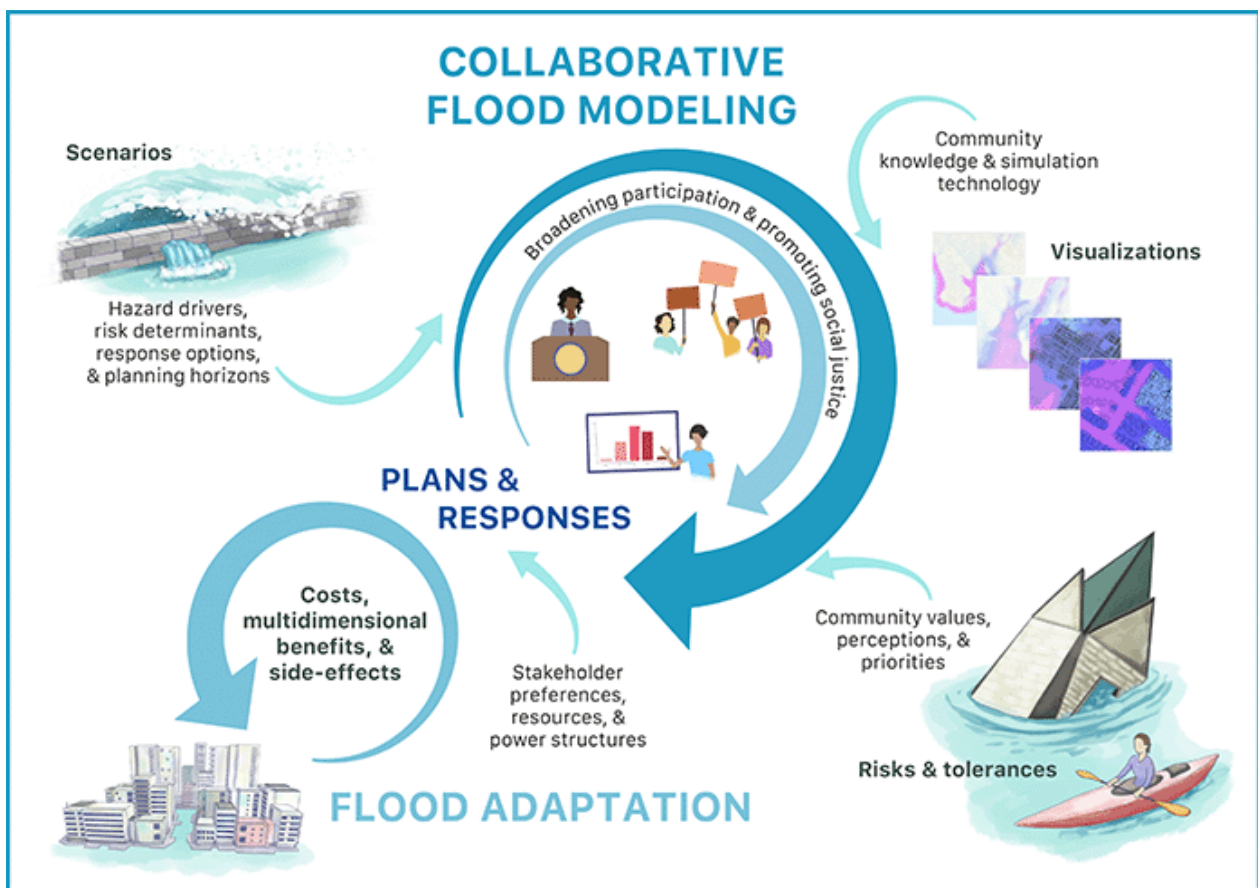 COLLABORATIVE
FLOOD MODELING
Scenarios
Hazard drivers,
risk determinants,
response options,
& planning horizons
Broadening participation & promoting social justice
Community
knowledge & simulation
technology
Visualizations
PLANS &
RESPONSES
Costs,
multidimensional
benefits, &
side-effects
Stakeholder
preferences,
resources, &
power structures
Community values,
perceptions, &
priorities
Risks & tolerances
FLOOD ADAPTATION